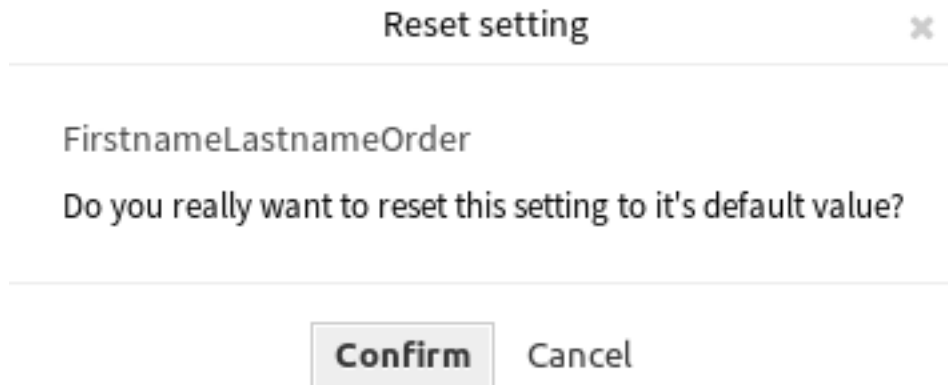 Reset setting
FirstnameLastnameOrder
Do you really want to reset this setting to it's default value?
Confirm Cancel